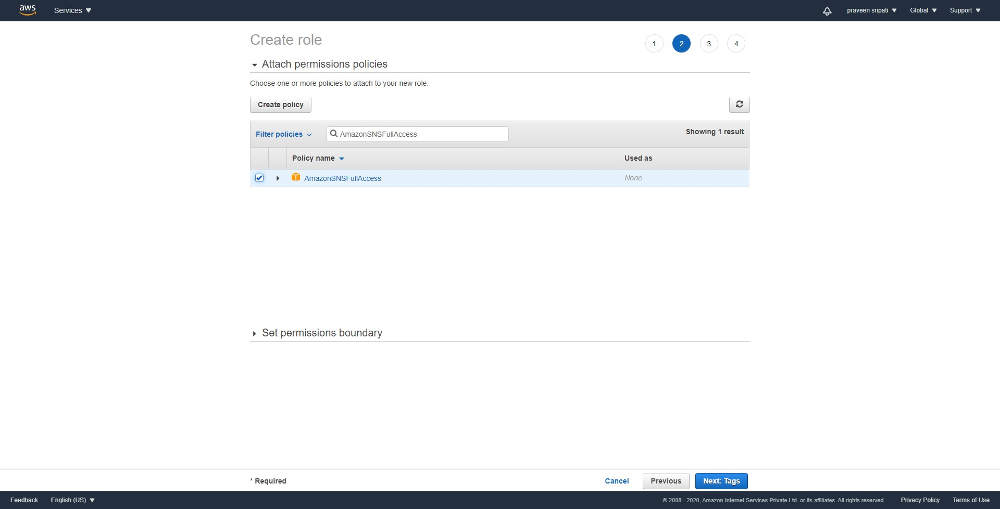 aws Services praveen sripati Global Support
Create role 1 2 3 4
Attach permissions policies
Choose one or more policies to attach to your new role.
Create policy
Filter policies AmazonSNSFullAccess Showing 1 result
Policy name Used as
AmazonSNSFullAccess None
Set permissions boundary
* Required Cancel Previous Next: Tags
Feedback English (US) © 2008 - 2020, Amazon Internet Services Private Ltd. or its affiliates. All rights reserved. Privacy Policy Terms of Use